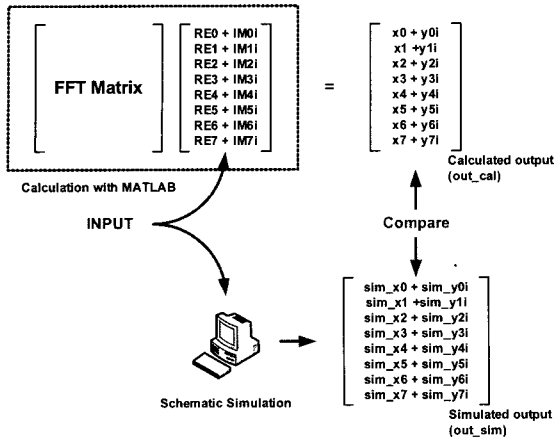 FFT Matrix
RE0 + IM0i
RE1 + IM1i
RE2 + IM2i
RE3 + IM3i
RE4 + IM4i
RE5 + IM5i
RE6 + IM6i
RE7 + IM7i
=
x0 + y0i
x1 +y1i
x2 + y2i
x3 + y3i
x4 + y4i
x5 + y5i
x6 + y6i
x7 + y7i
Calculated output
(out_cal)
Calculation with MATLAB
INPUT
Compare
sim_x0 + sim_y0i
sim_x1 +sim_y1i
sim_x2 + sim_y2i
sim_x3 + sim_y3i
sim_x4 + sim_y4i
sim_x5 + sim_y5i
sim_x6 + sim_y6i
sim_x7 + sim_y7i
Schematic Simulation
Simulated output
(out_sim)